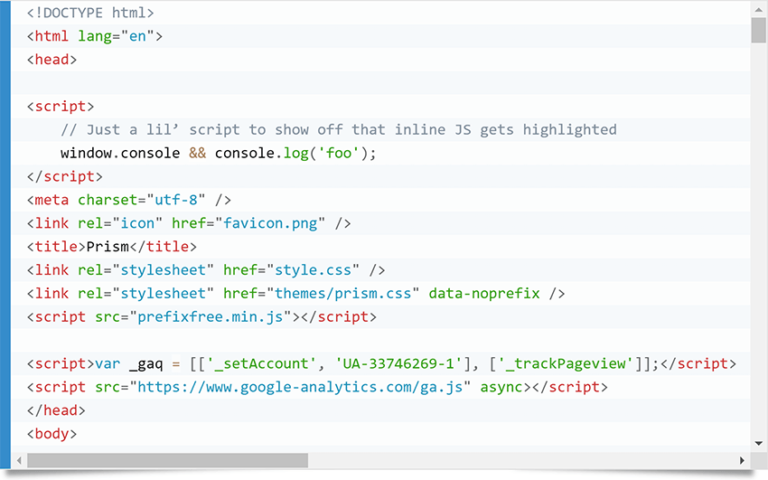 <!DOCTYPE html>
<html lang="en">
<head>
<script>
// Just a lil’ script to show off that inline JS gets highlighted
window.console && console.log('foo');
</script>
<meta charset="utf-8" />
<link rel="icon" href="favicon.png" />
<title>Prism</title>
<link rel="stylesheet" href="style.css" />
<link rel="stylesheet" href="themes/prism.css" data-noprefix />
<script src="prefixfree.min.js"></script>
<script>var _gaq = [['_setAccount', 'UA-33746269-1'], ['_trackPageview']];</script>
<script src="https://www.google-analytics.com/ga.js" async></script>
</head>
<body>